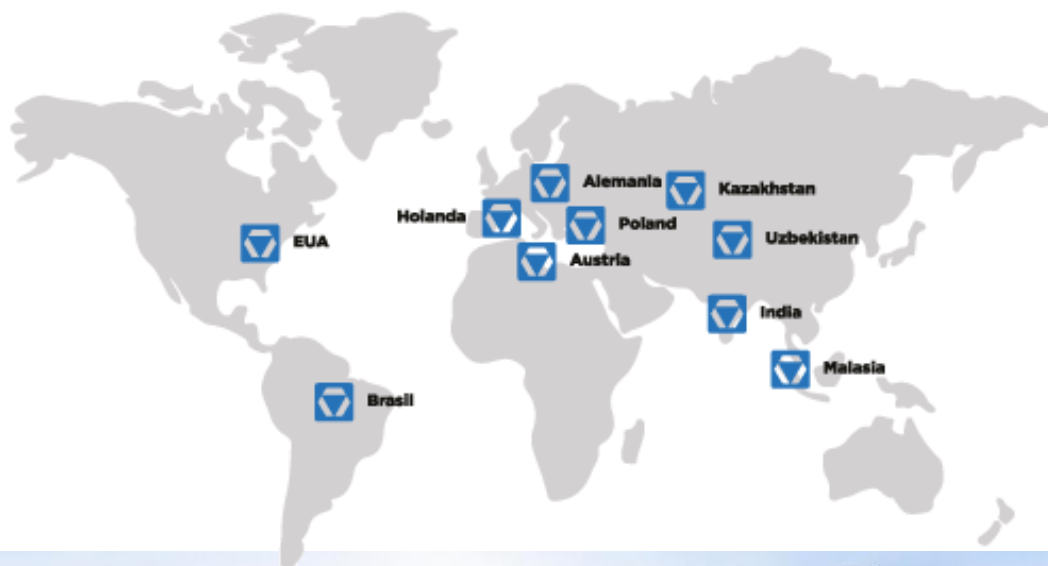 Alemania
Kazakhstan
Holanda
Poland
EUA
Uzbekistan
Austria
India
Malasia
Brasil